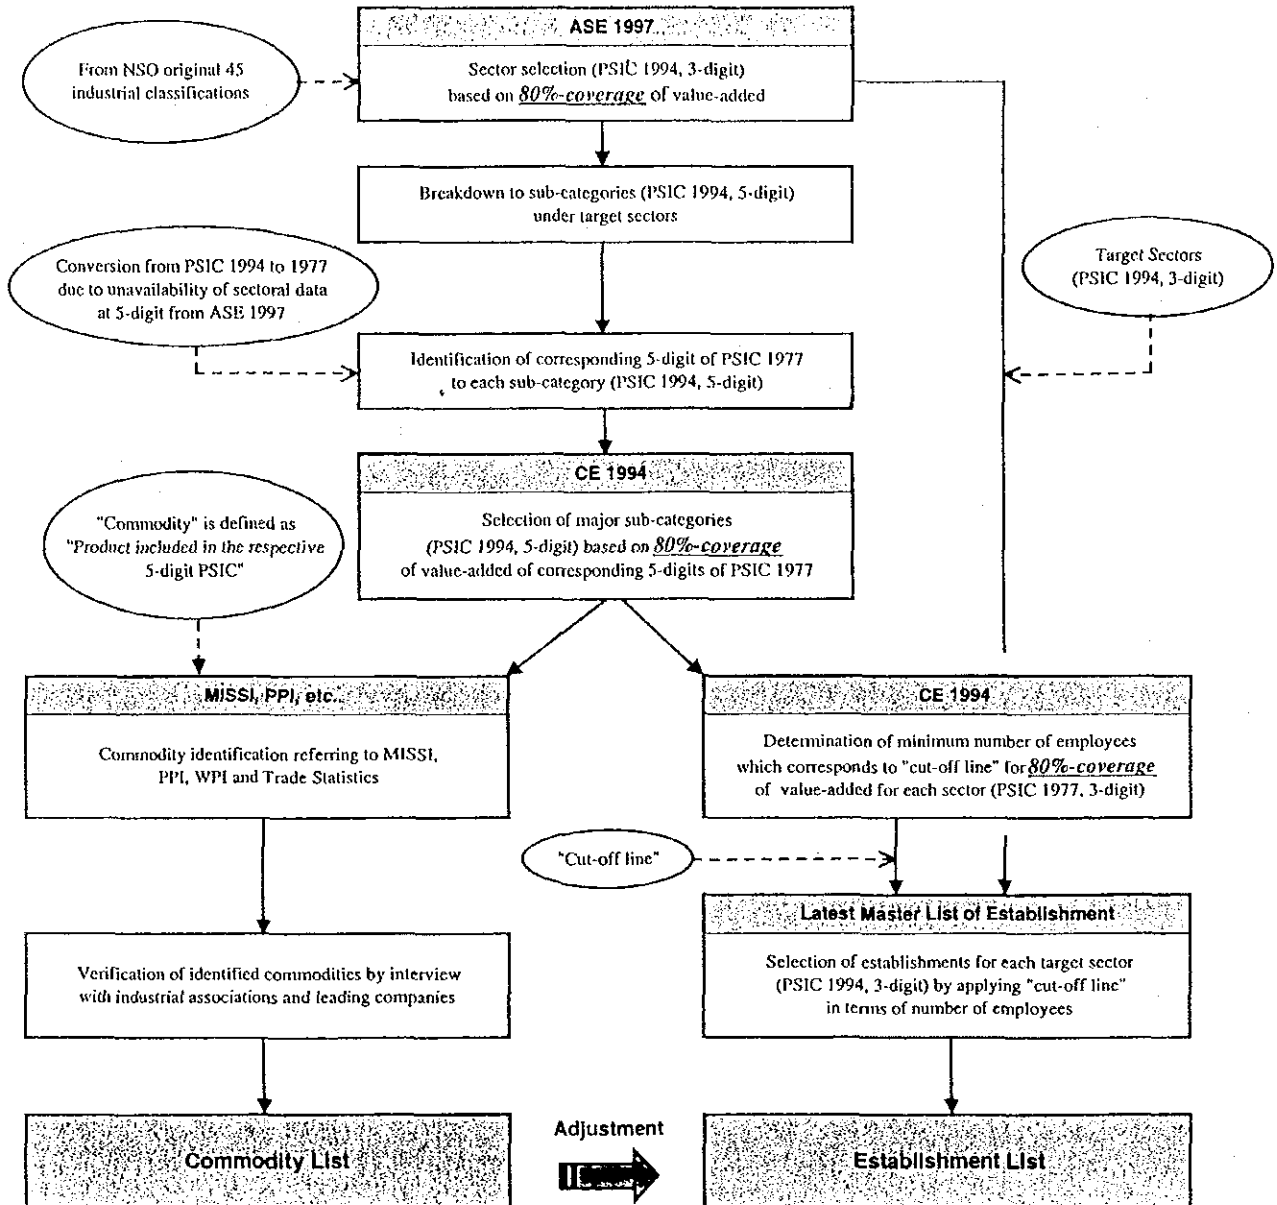 ASE 1997
From NSO original 45
industrial classifications
Sector selection (PSIC 1994, 3-digit)
based on 80%-coverage of value-added
Breakdown to sub-categories (PSIC 1994, 5-digit)
under target sectors
Conversion from PSIC 1994 to 1977
due to unavailability of sectoral data
at 5-digit from ASE 1997
Target Sectors
(PSIC 1994, 3-digit)
Identification of corresponding 5-digit of PSIC 1977
to each sub-category (PSIC 1994, 5-digit)
CE 1994
"Commodity" is defined as
"Product included in the respective
5-digit PSIC"
Selection of major sub-categories
(PSIC 1994, 5-digit) based on 80%-coverage
of value-added of corresponding 5-digits of PSIC 1977
MISSI, PPI, etc..
Commodity identification referring to MISSI,
PPI, WPI and Trade Statistics
CE 1994
Determination of minimum number of employees
which corresponds to "cut-off line" for 80%-coverage
of value-added for each sector (PSIC 1977, 3-digit)
"Cut-off line"
Latest Master List of Establishment
Verification of identified commodities by interview
with industrial associations and leading companies
Selection of establishments for each target sector
(PSIC 1994, 3-digit) by applying "cut-off line"
in terms of number of employees
Commodity List
Adjustment
Establishment List